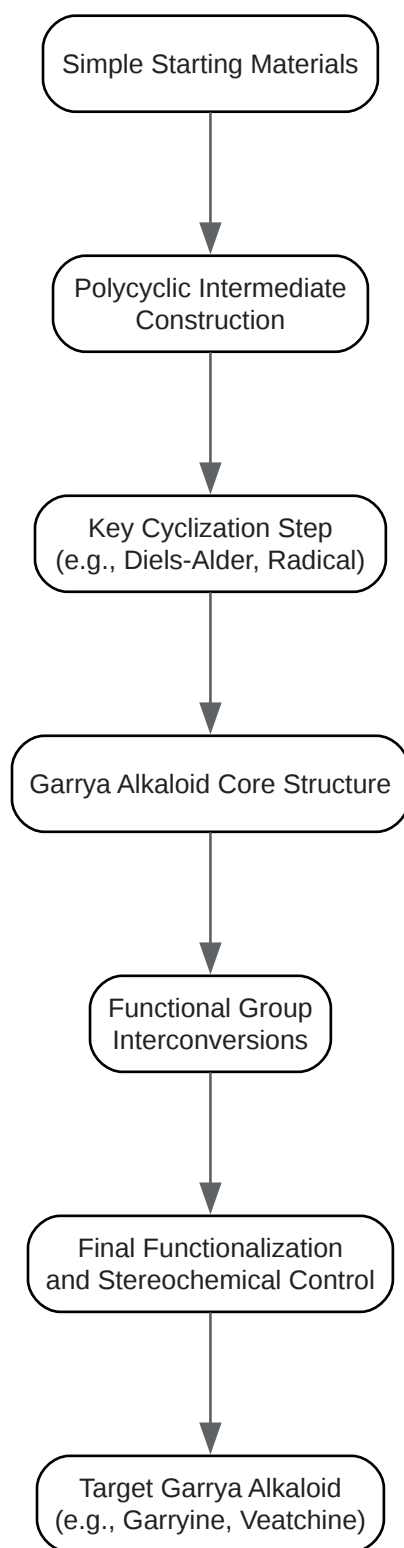 Simple Starting Materials
Polycyclic Intermediate
Construction
Key Cyclization Step
(e.g., Diels-Alder, Radical)
Garrya Alkaloid Core Structure
Functional Group
Interconversions
Final Functionalization
and Stereochemical Control
Target Garrya Alkaloid
(e.g., Garryine, Veatchine)